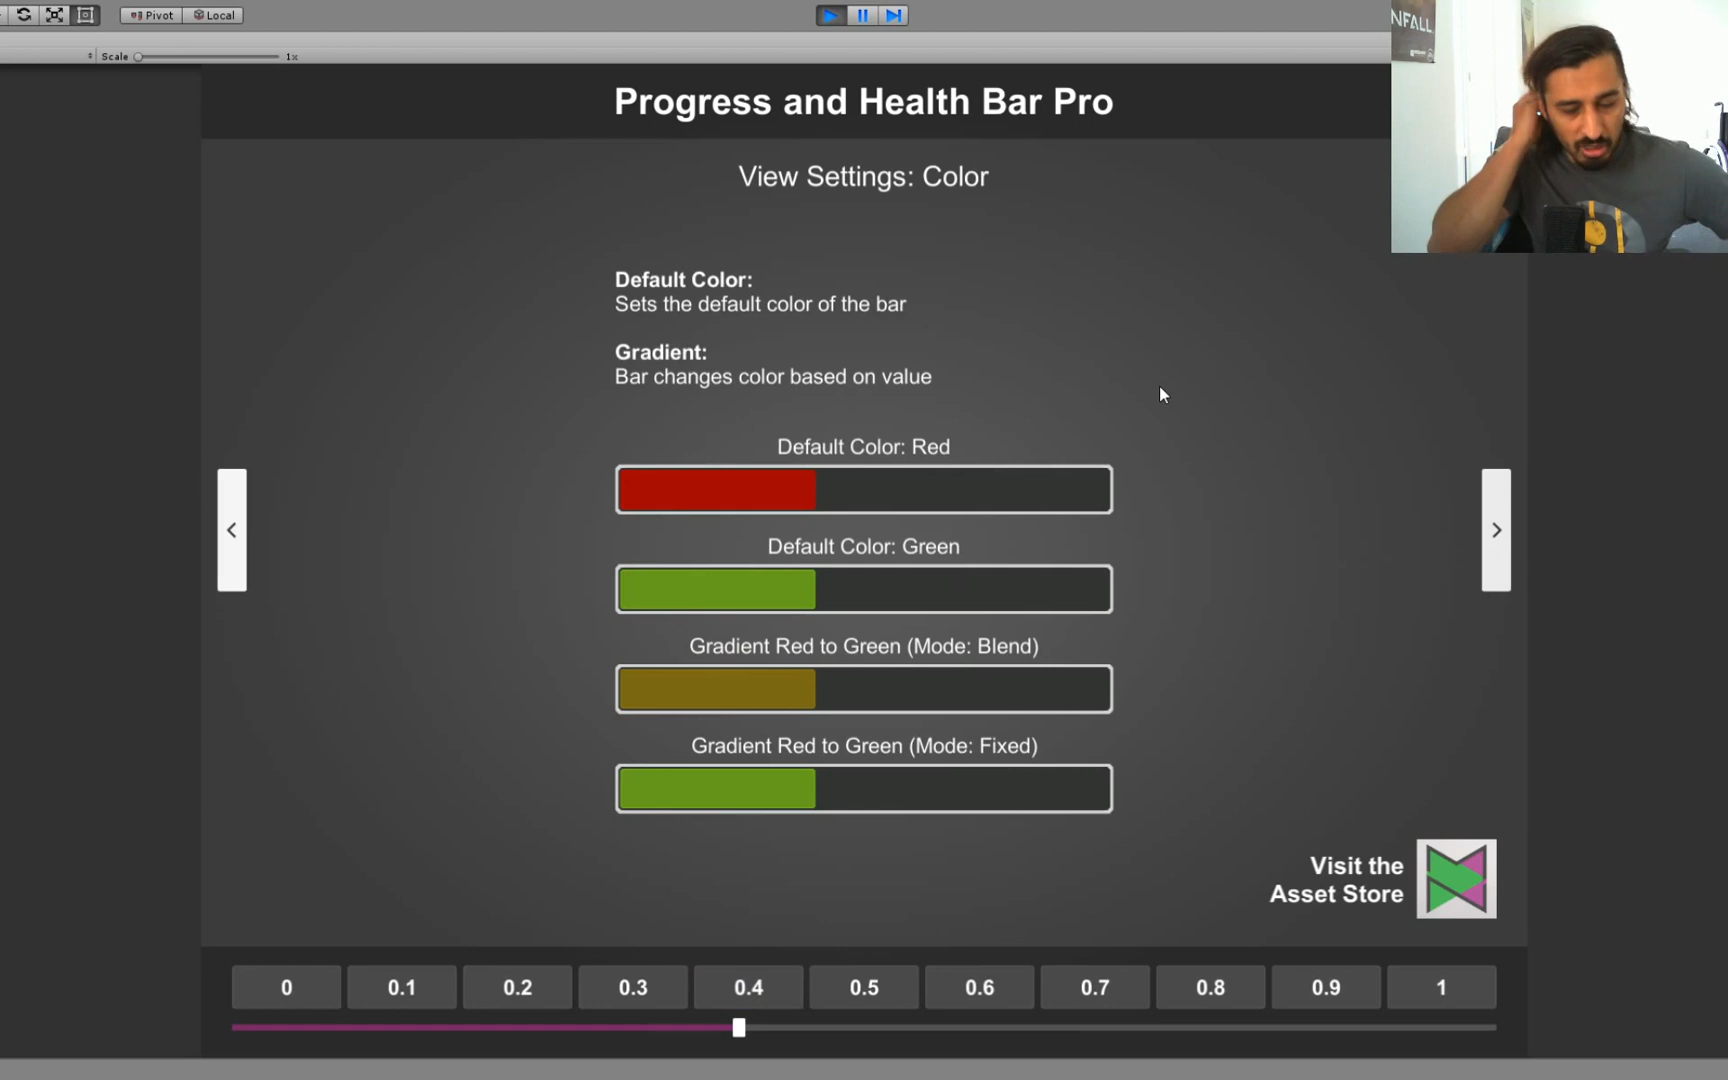 Pivot
Local
Scale
1x
NFALL
Progress and Health Bar Pro
View Settings: Color
Default Color:
Sets the default color of the bar
Gradient:
Bar changes color based on value
Default Color: Red
<
>
Default Color: Green
Gradient Red to Green (Mode: Blend)
Gradient Red to Green (Mode: Fixed)
Visit the
Asset Store
0 0.1 0.2 0.3 0.4 0.5 0.6 0.7 0.8 0.9 1